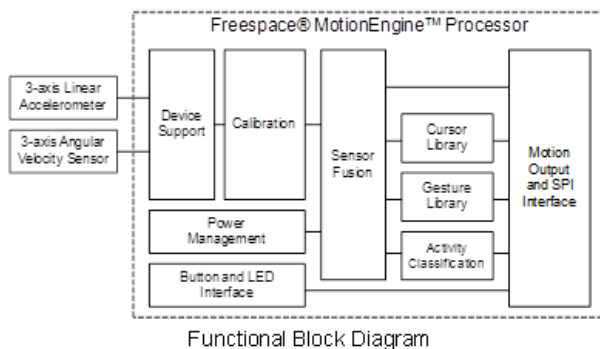 Freespace® MotionEngine™ Processor
3-axis Linear
Accelerometer
3-axis Angular
Velocity Sensor
Device
Support
Calibration
Sensor
Fusion
Cursor
Library
Gesture
Library
Activity
Classification
Motion
Output
and SPI
Interface
Power
Management
Button and LED
Interface
Functional Block Diagram